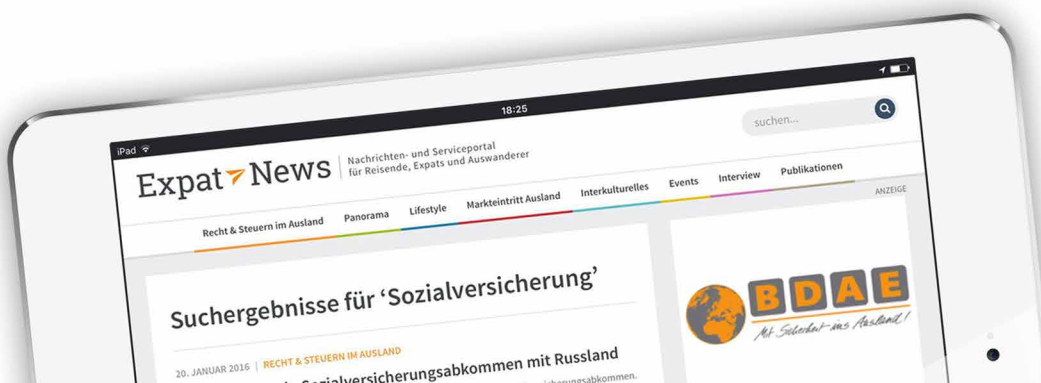 iPad
18:25
Expat News
Nachrichten- und Serviceportal
für Reisende, Expats und Auswanderer
suchen...
Recht & Steuern im Ausland Panorama Lifestyle Markteintritt Ausland Interkulturelles Events Interview Publikationen
ANZEIGE
Suchergebnisse für ‘Sozialversicherung’
BDAE
Mit Sicherheit ins Ausland!
20. JANUAR 2016 | RECHT & STEUERN IM AUSLAND
Sozialversicherungsabkommen mit Russland